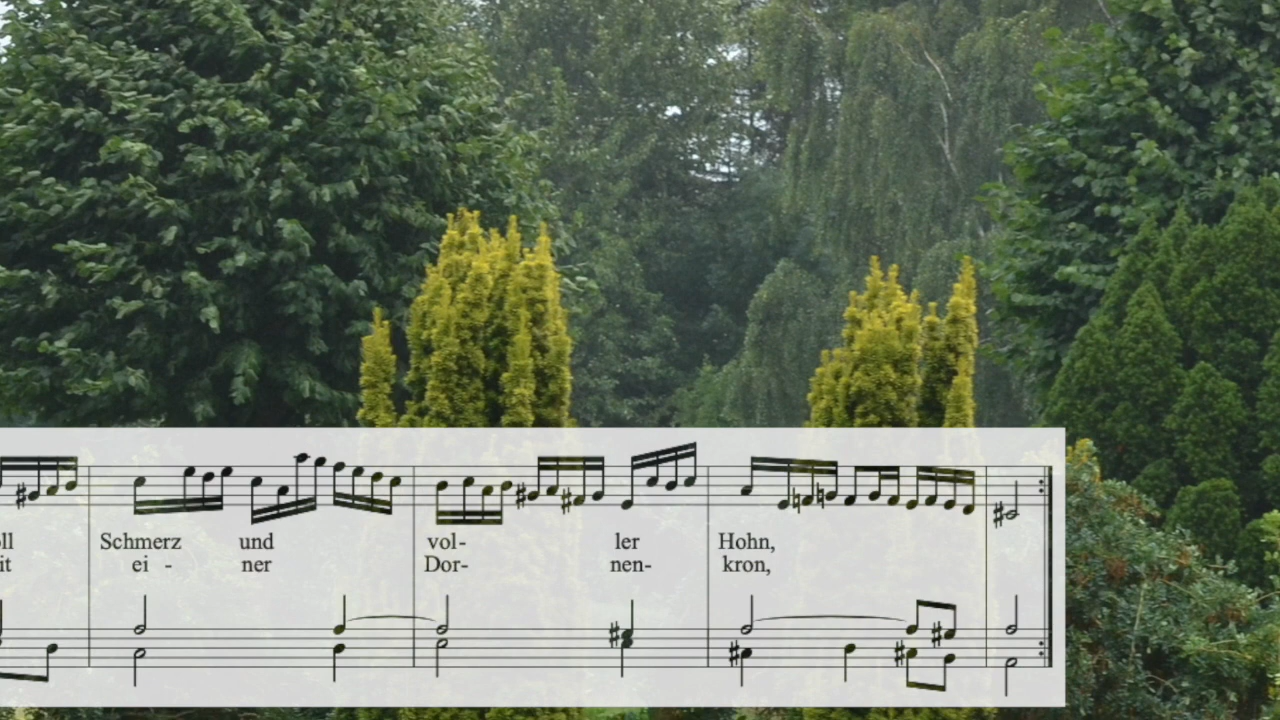 Schmerz und vol- ler Hohn,
ei - ner Dor- nen- kron,